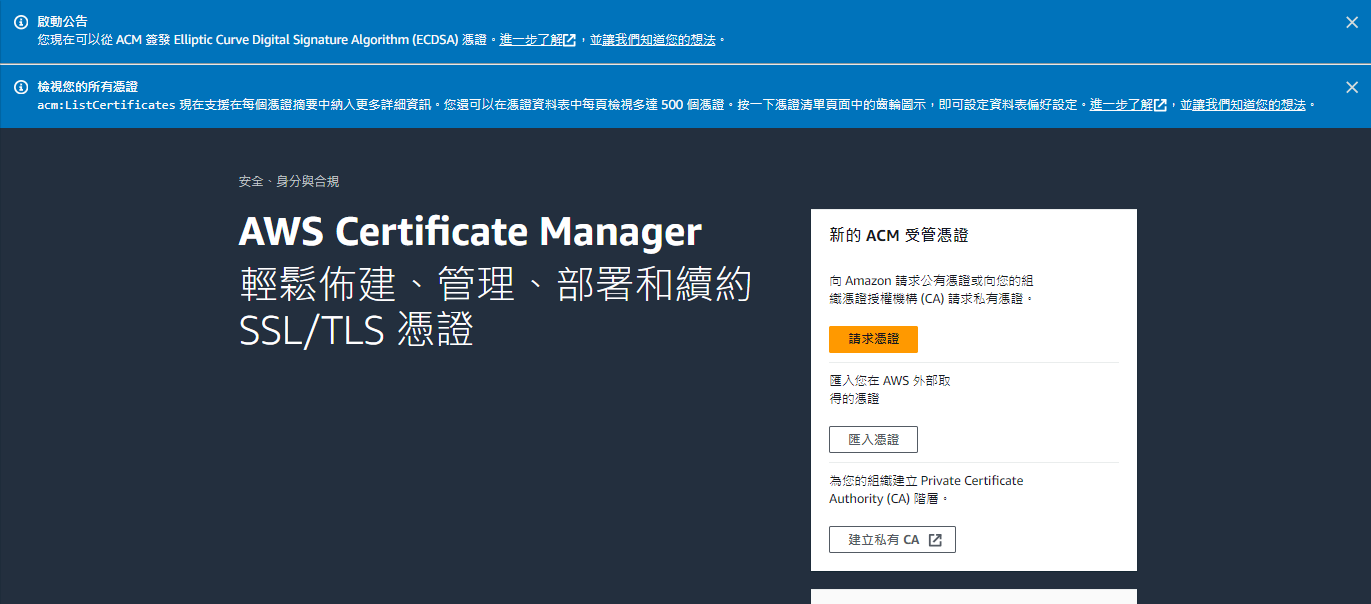 啟動公告
您現在可以從 ACM 簽發 Elliptic Curve Digital Signature Algorithm (ECDSA) 憑證。進一步了解，並讓我們知道您的想法。
檢視您的所有憑證
acm:ListCertificates 現在支援在每個憑證摘要中納入更多詳細資訊。您還可以在憑證資料表中每頁檢視多達 500 個憑證。按一下憑證清單頁面中的齒輪圖示，即可設定資料表偏好設定。進一步了解，並讓我們知道您的想法。
安全、身分與合規
AWS Certificate Manager
輕鬆佈建、管理、部署和續約
SSL/TLS 憑證
新的 ACM 受管憑證
向 Amazon 請求公有憑證或向您的組
織憑證授權機構 (CA) 請求私有憑證。
請求憑證
匯入您在 AWS 外部取
得的憑證
匯入憑證
為您的組織建立 Private Certificate
Authority (CA) 階層。
建立私有 CA